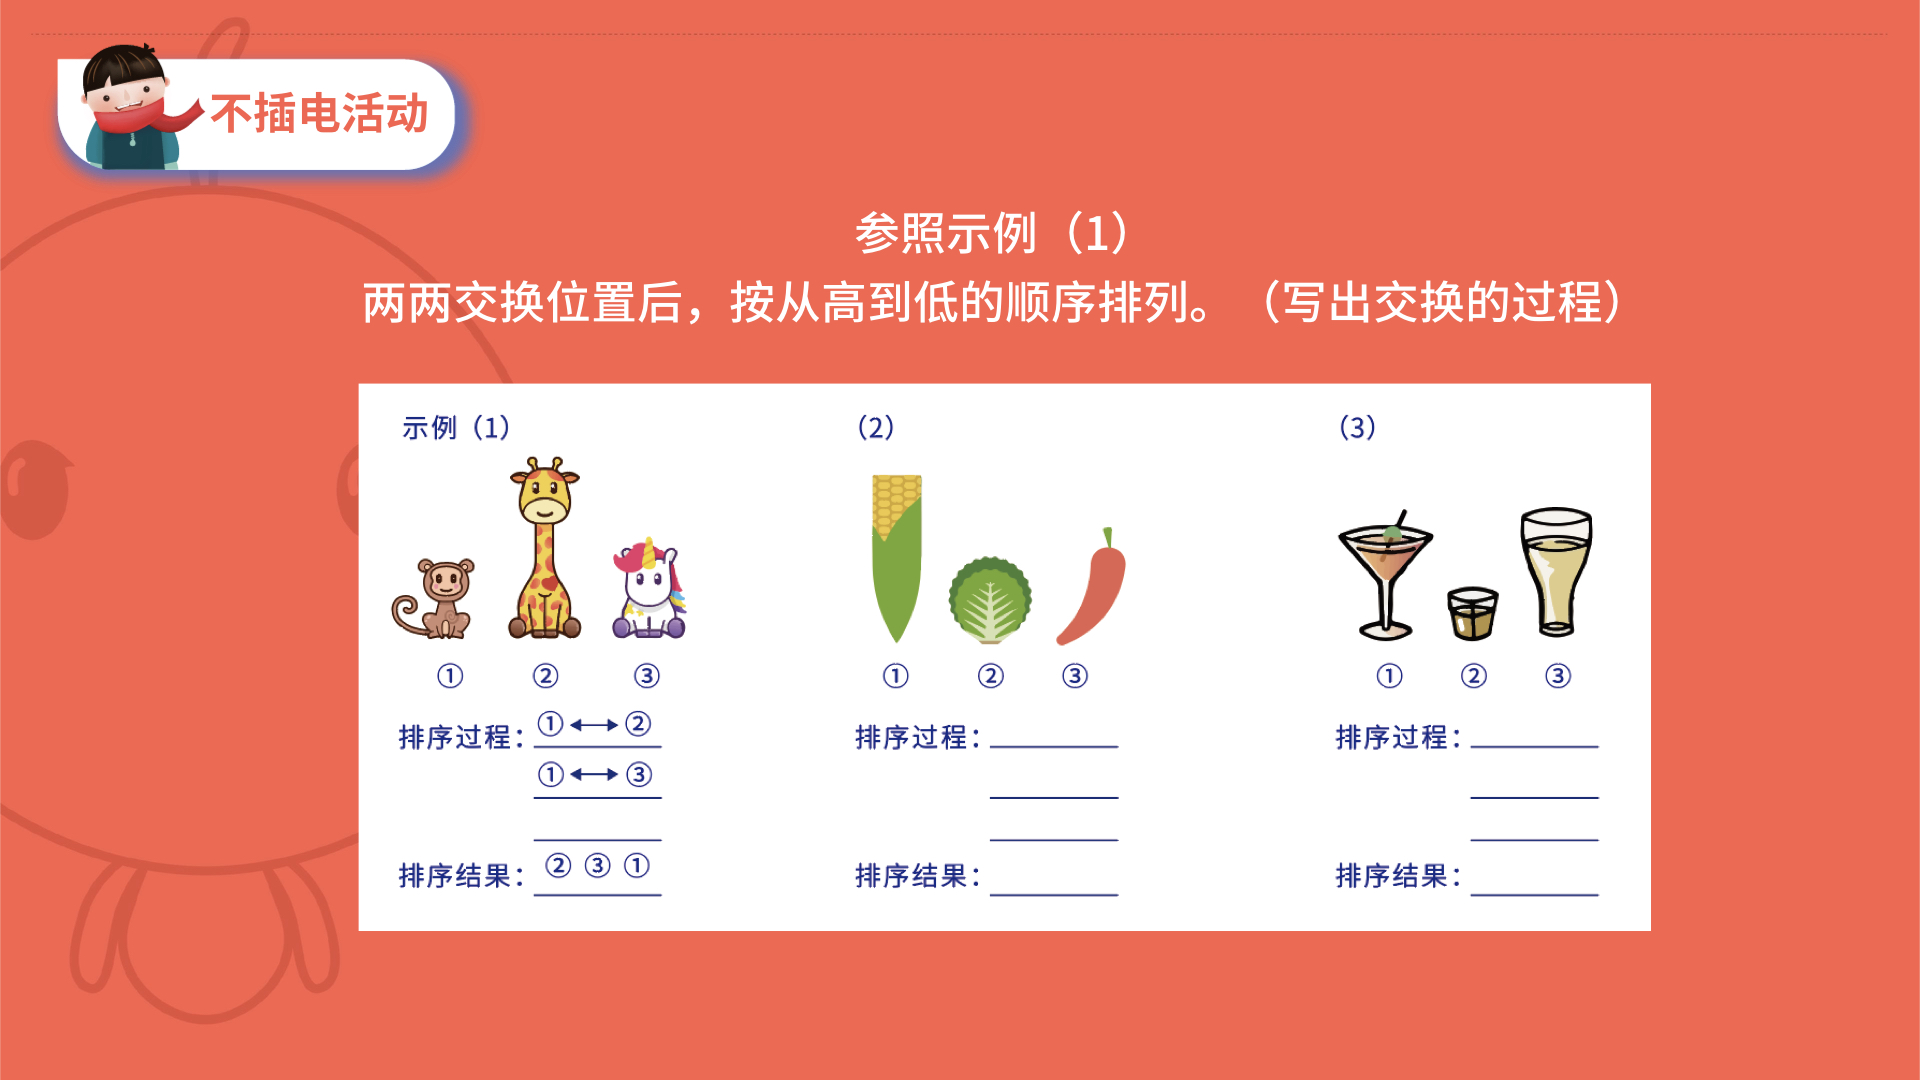 不插电活动
参照示例（1）
两两交换位置后，按从高到低的顺序排列。（写出交换的过程）
示例（1）
① ② ③
排序过程：①⟷②
①⟷③
排序结果：② ③ ①
（2）
① ② ③
排序过程：
排序结果：
（3）
① ② ③
排序过程：
排序结果：